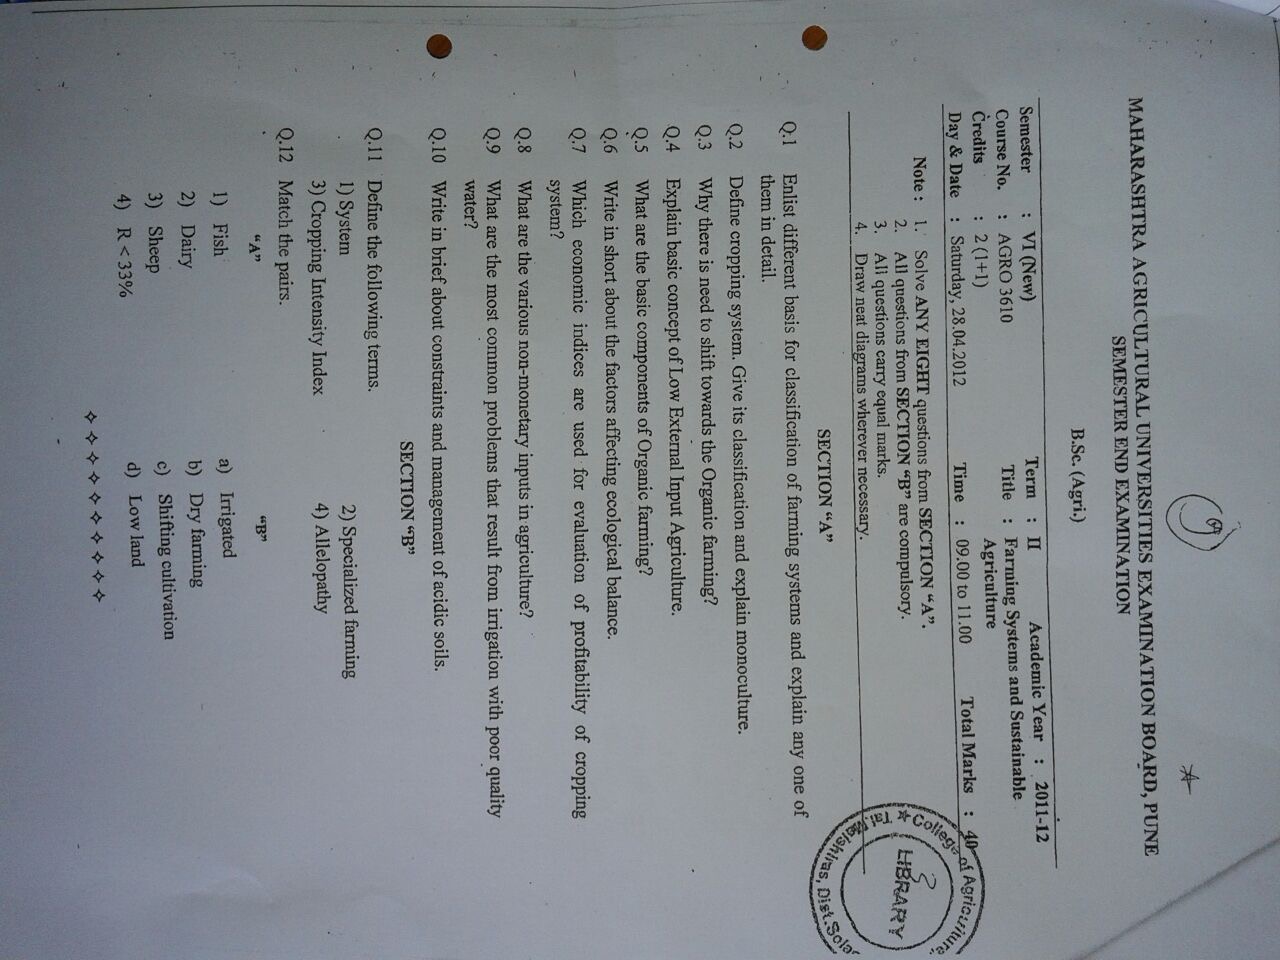 MAHARASHTRA AGRICULTURAL UNIVERSITIES EXAMINATION BOARD, PUNE
SEMESTER END EXAMINATION
B.Sc. (Agri.)
Semester : VI (New) Term : II Academic Year : 2011-12
Course No. : AGRO 3610 Title : Farming Systems and Sustainable
Agriculture
Credits : 2 (1+1)
Day & Date : Saturday, 28.04.2012 Time : 09.00 to 11.00 Total Marks : 40
Note : 1. Solve ANY EIGHT questions from SECTION “A”.
2. All questions from SECTION “B” are compulsory.
3. All questions carry equal marks.
4. Draw neat diagrams wherever necessary.
SECTION “A”
Q.1 Enlist different basis for classification of farming systems and explain any one of
them in detail.
Q.2 Define cropping system. Give its classification and explain monoculture.
Q.3 Why there is need to shift towards the Organic farming?
Q.4 Explain basic concept of Low External Input Agriculture.
Q.5 What are the basic components of Organic farming?
Q.6 Write in short about the factors affecting ecological balance.
Q.7 Which economic indices are used for evaluation of profitability of cropping
system?
Q.8 What are the various non-monetary inputs in agriculture?
Q.9 What are the most common problems that result from irrigation with poor quality
water?
Q.10 Write in brief about constraints and management of acidic soils.
SECTION “B”
Q.11 Define the following terms.
1) System 2) Specialized farming
3) Cropping Intensity Index 4) Allelopathy
Q.12 Match the pairs.
“A” “B”
1) Fish a) Irrigated
2) Dairy b) Dry farming
3) Sheep c) Shifting cultivation
4) R < 33% d) Low land
College of Agriculture,
LIBRARY
Tal. Malshiras, Dist. Sola